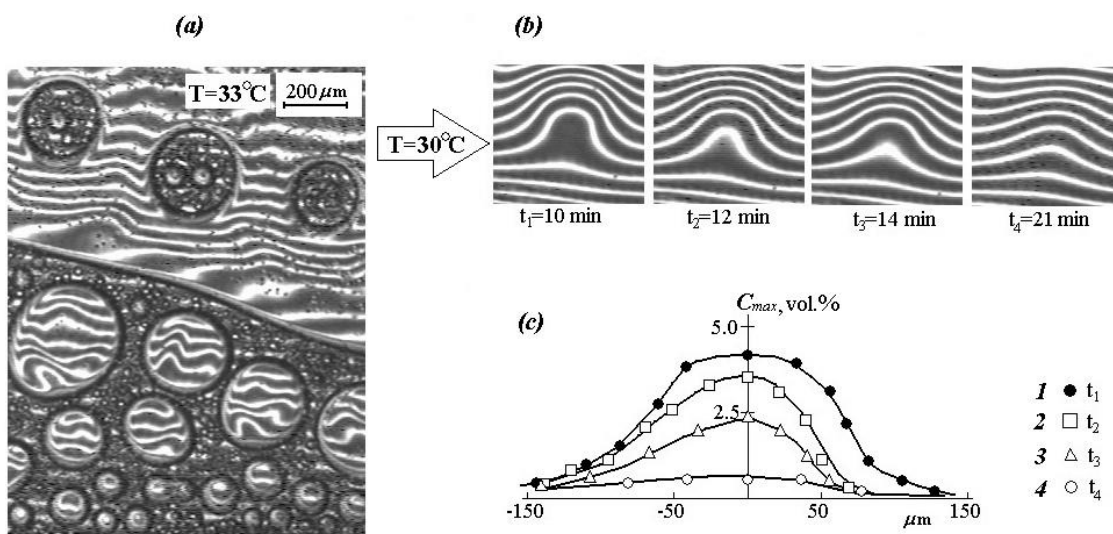 (a)
T=33°C
200 μm
T=30°C
(b)
t₁=10 min
t₂=12 min
t₃=14 min
t₄=21 min
(c)
Cmax, vol.%
5.0
2.5
-150
-50
50
150
μm
1 ● t₁
2 □ t₂
3 △ t₃
4 ○ t₄